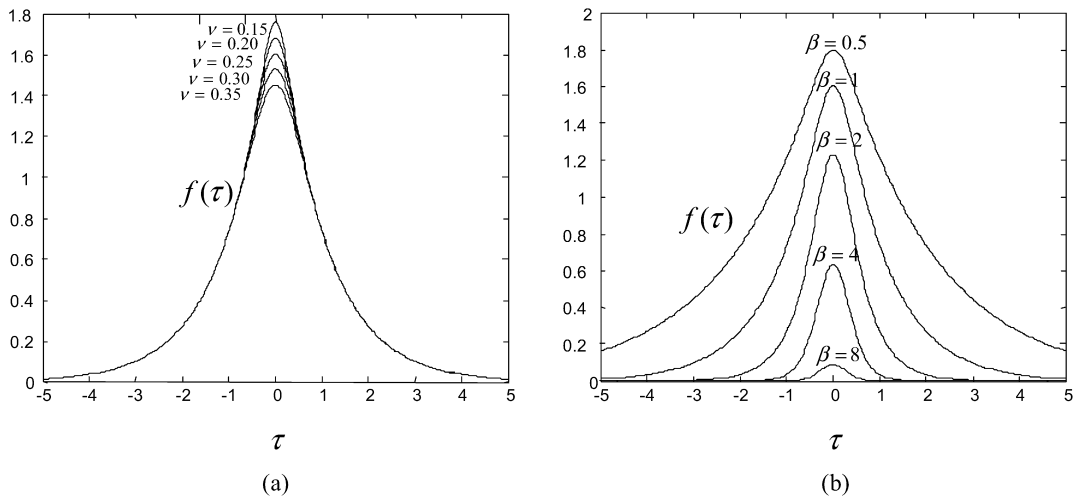 1.8
1.6
1.4
1.2
1
0.8
0.6
0.4
0.2
0
ν = 0.15
ν = 0.20
ν = 0.25
ν = 0.30
ν = 0.35
f(τ)
-5 -4 -3 -2 -1 0 1 2 3 4 5
τ
(a)
2
1.8
1.6
1.4
1.2
1
0.8
0.6
0.4
0.2
0
β = 0.5
β = 1
β = 2
β = 4
β = 8
f(τ)
-5 -4 -3 -2 -1 0 1 2 3 4 5
τ
(b)